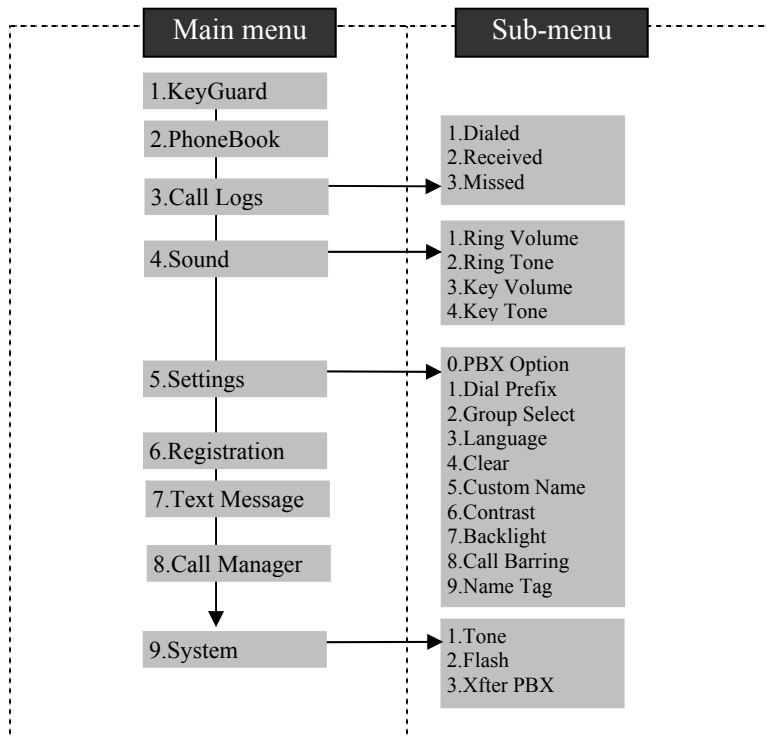 Main menu
Sub-menu
1.KeyGuard
2.PhoneBook
3.Call Logs
1.Dialed
2.Received
3.Missed
4.Sound
1.Ring Volume
2.Ring Tone
3.Key Volume
4.Key Tone
5.Settings
0.PBX Option
1.Dial Prefix
2.Group Select
3.Language
4.Clear
5.Custom Name
6.Contrast
7.Backlight
8.Call Barring
9.Name Tag
6.Registration
7.Text Message
8.Call Manager
9.System
1.Tone
2.Flash
3.Xfter PBX